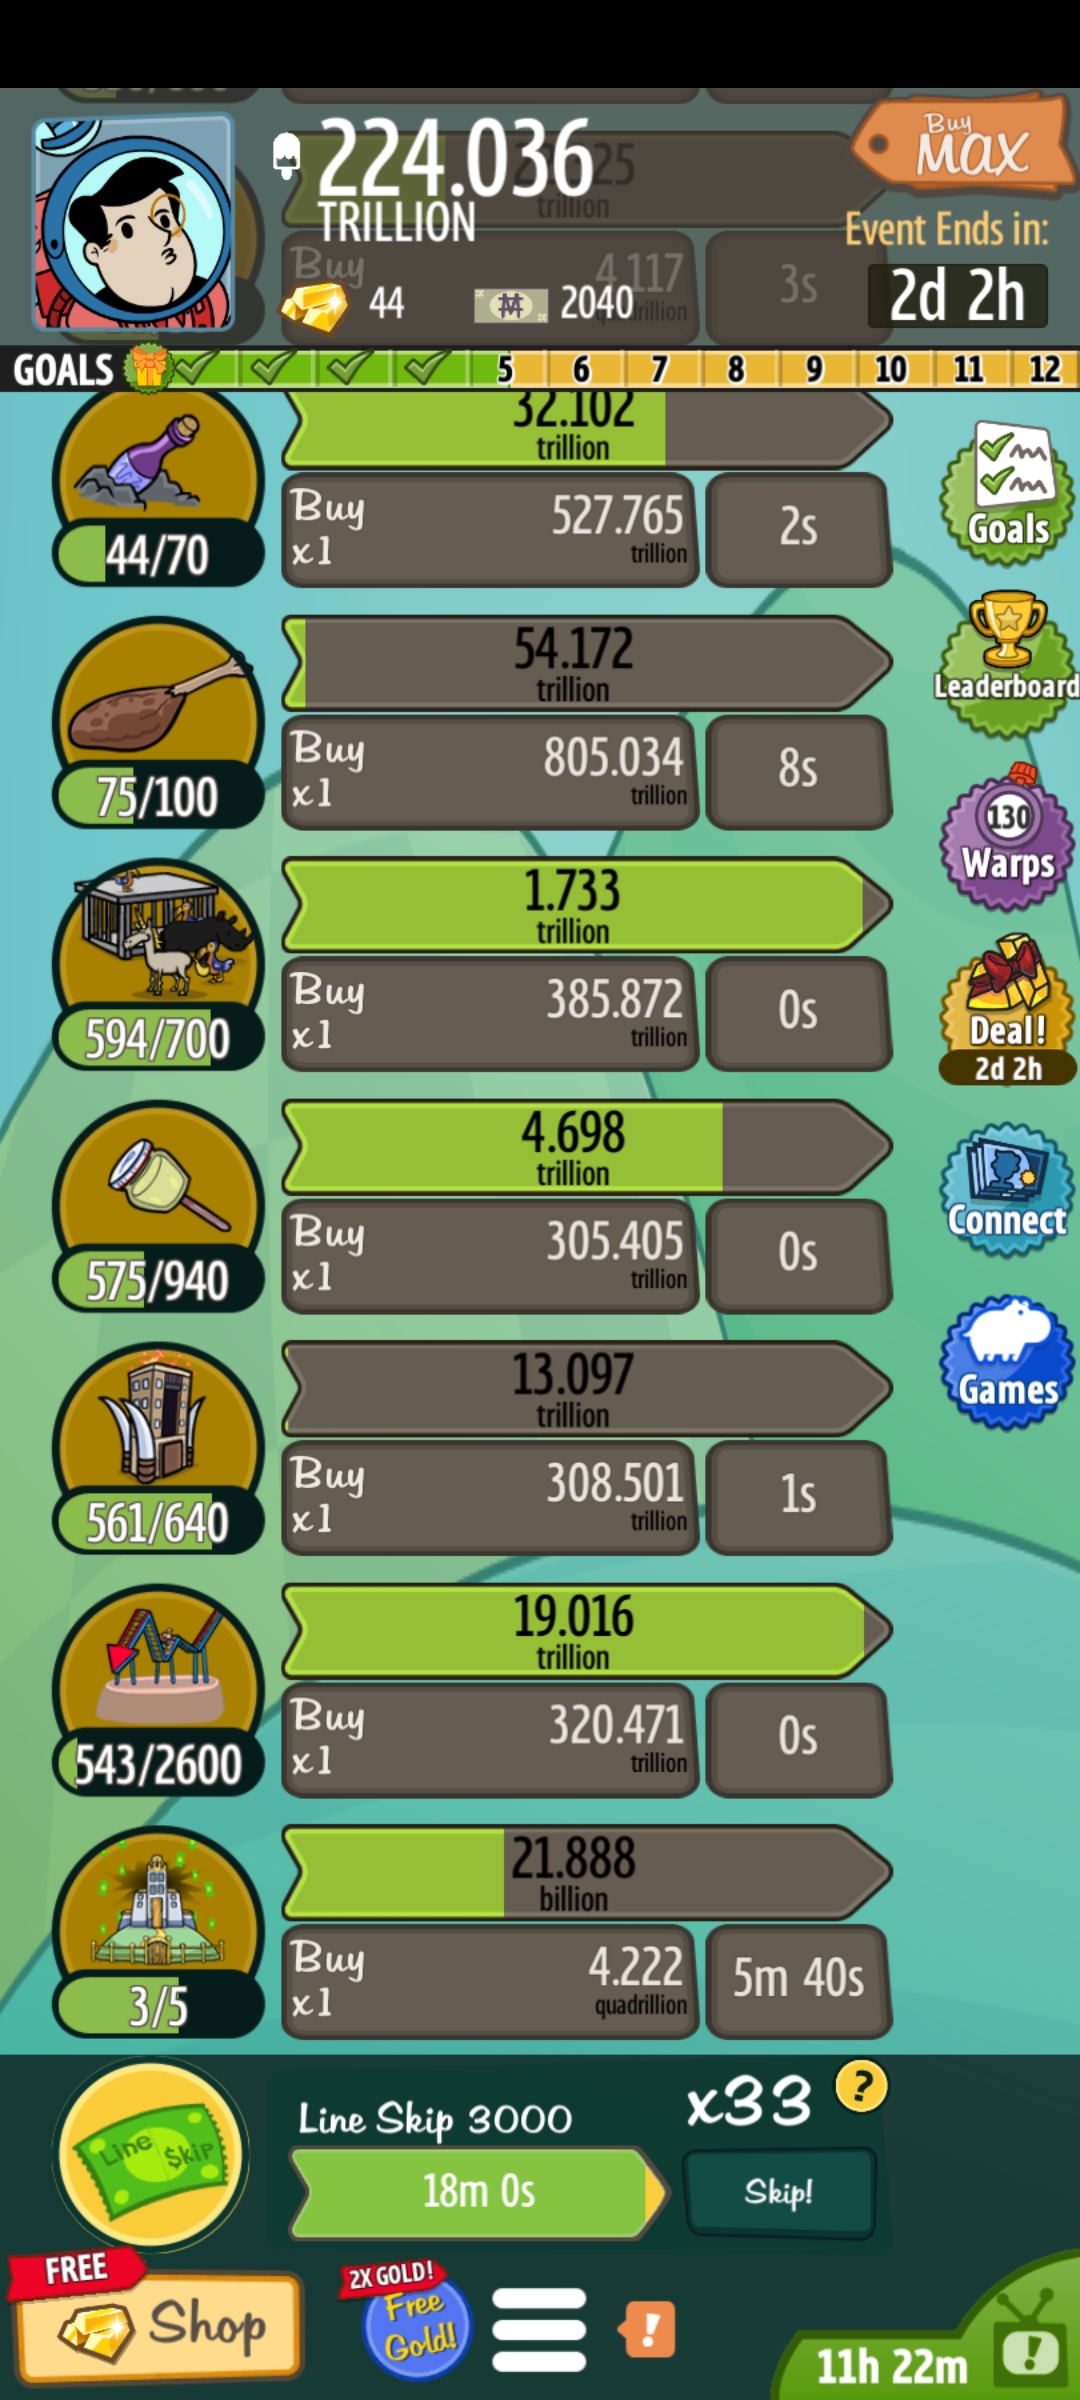 224.036
TRILLION
Buy
MAX
Event Ends in:
2d 2h
44
2040
trillion
Buy
4.117
3s
GOALS
5
6
7
8
9
10
11
12
32.102
trillion
Buy
x1
527.765
trillion
2s
44/70
Goals
54.172
trillion
Buy
x1
805.034
trillion
8s
75/100
Leaderboard
130
Warps
1.733
trillion
Buy
x1
385.872
trillion
0s
594/700
Deal!
2d 2h
4.698
trillion
Buy
x1
305.405
trillion
0s
575/940
Connect
13.097
trillion
Buy
x1
308.501
trillion
1s
561/640
Games
19.016
trillion
Buy
x1
320.471
trillion
0s
543/2600
21.888
billion
Buy
x1
4.222
quadrillion
5m 40s
3/5
Line $kip
Line Skip 3000
x33
?
18m 0s
Skip!
FREE
Shop
2X GOLD!
Free
Gold!
!
11h 22m
!